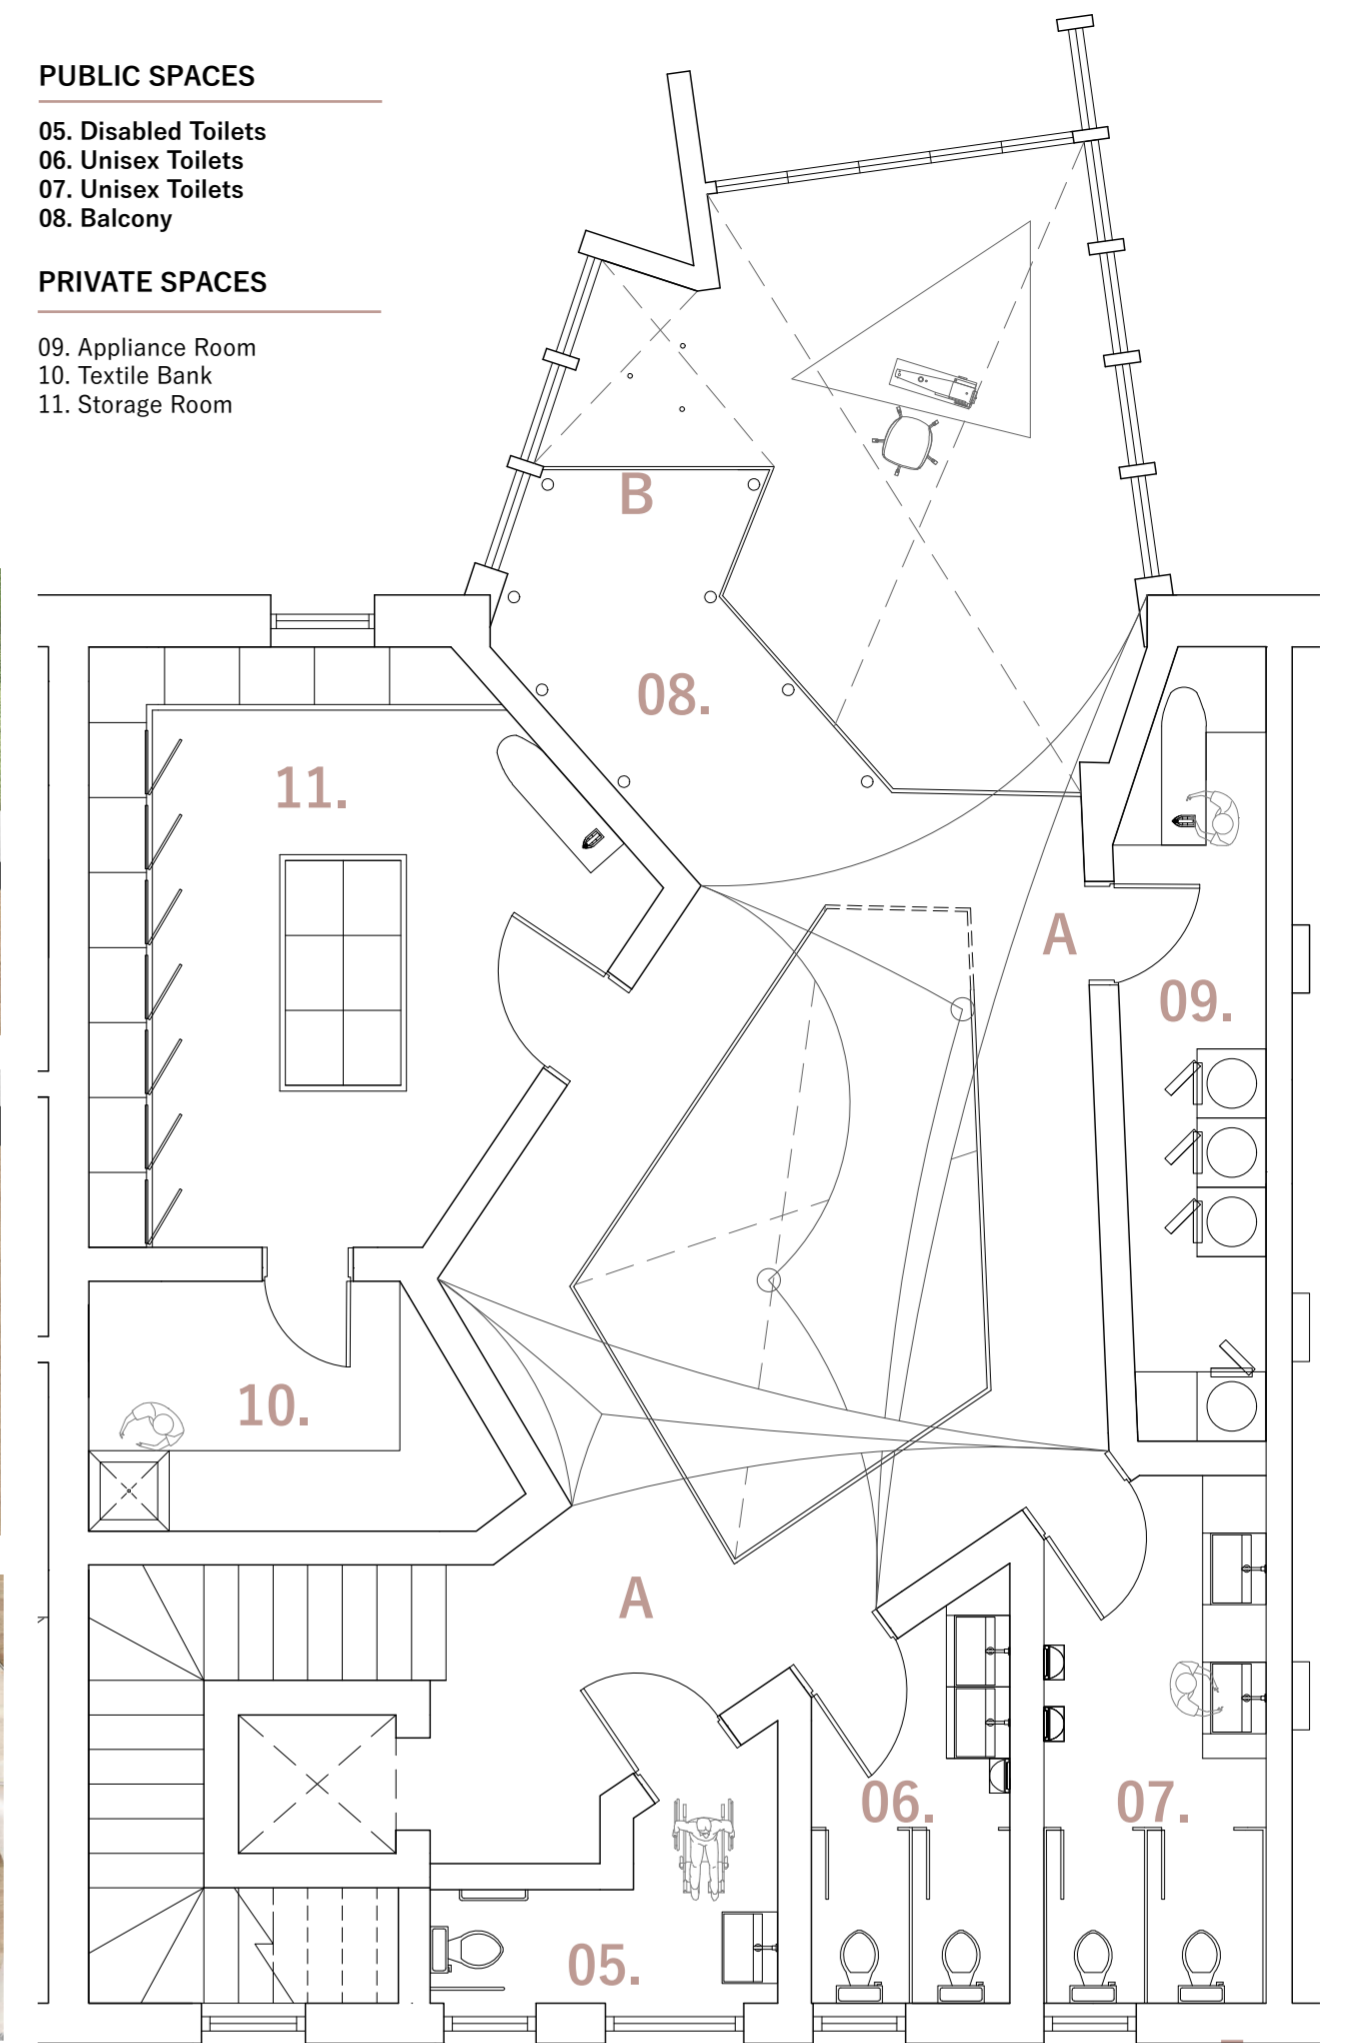 PUBLIC SPACES
05. Disabled Toilets
06. Unisex Toilets
07. Unisex Toilets
08. Balcony
PRIVATE SPACES
09. Appliance Room
10. Textile Bank
11. Storage Room
B
08.
11.
A
09.
10.
A
06.
07.
05.